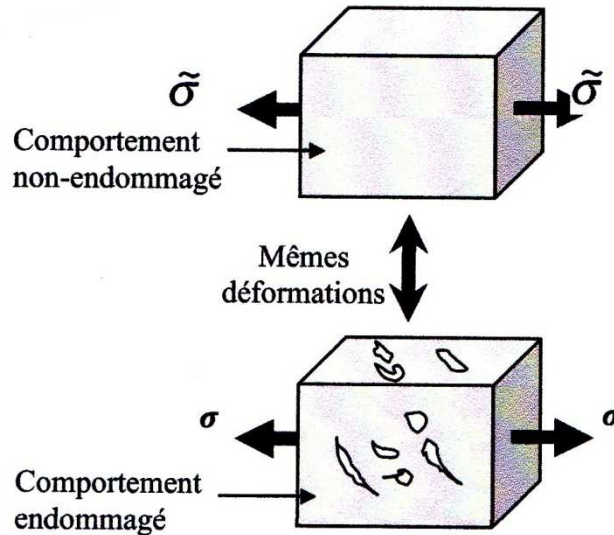 σ̃ σ̃
Comportement
non-endommagé
Mêmes
déformations
σ σ
Comportement
endommagé